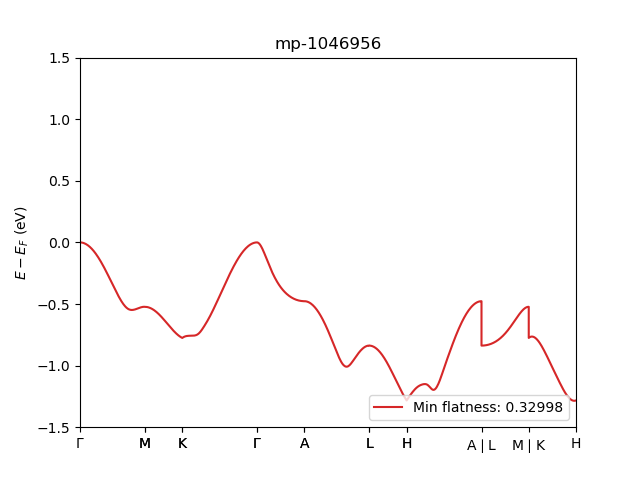 mp-1046956
E − E_F (eV)
1.5
1.0
0.5
0.0
−0.5
−1.0
−1.5
Min flatness: 0.32998
Γ M K Γ A L H A | L M | K H